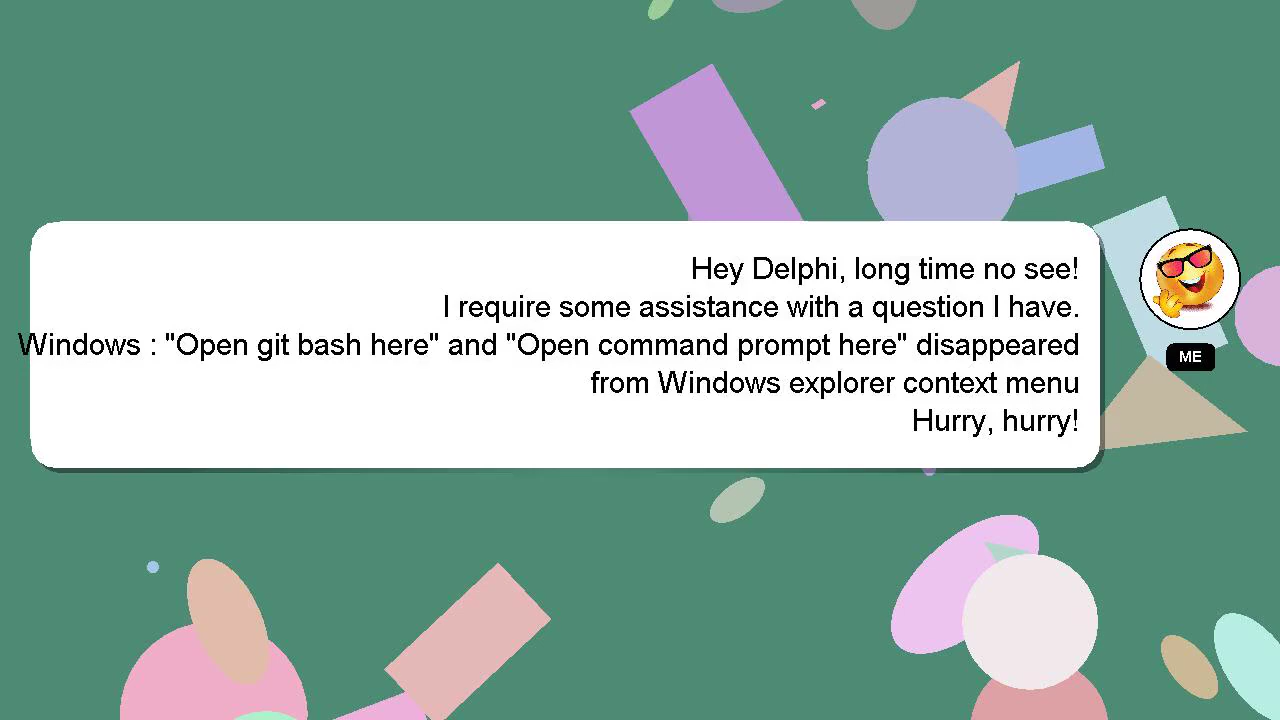 Hey Delphi, long time no see!
I require some assistance with a question I have.
Windows : "Open git bash here" and "Open command prompt here" disappeared
from Windows explorer context menu
Hurry, hurry!
ME